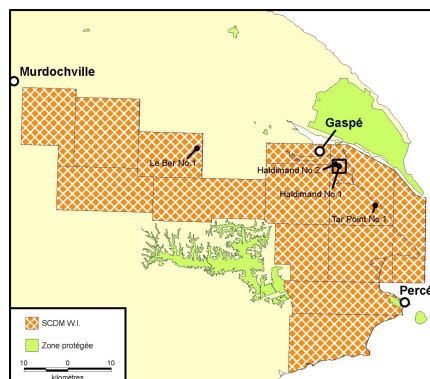 Murdochville
Gaspé
Le Ber No.1
Haldimand No.2
Haldimand No.1
Tar Point No.1
Percé
SCDM W.I.
Zone protégée
10 0 10
kilomètres